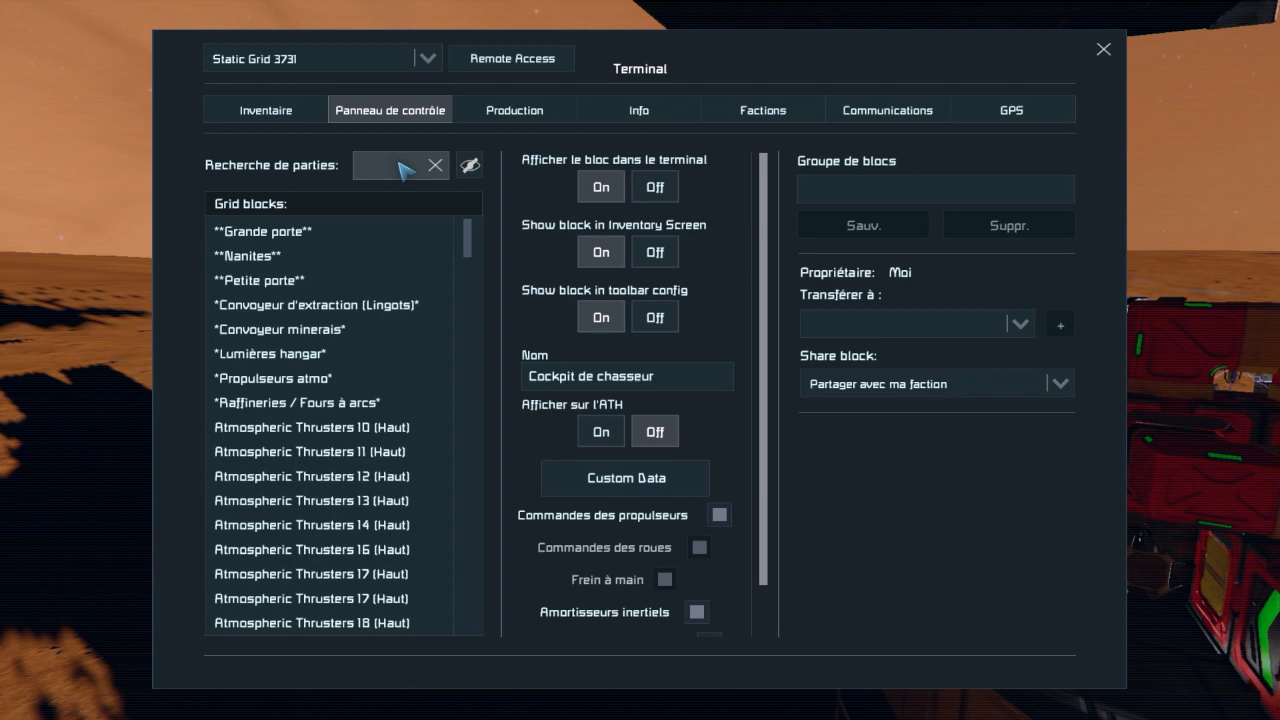 Static Grid 3731
Remote Access
Terminal
Inventaire
Panneau de contrôle
Production
Info
Factions
Communications
GPS
Recherche de parties:
Grid blocks:
**Grande porte**
**Nanites**
**Petite porte**
*Convoyeur d'extraction (Lingots)*
*Convoyeur minerais*
*Lumières hangar*
*Propulseurs atmo*
*Raffineries / Fours à arcs*
Atmospheric Thrusters 10 (Haut)
Atmospheric Thrusters 11 (Haut)
Atmospheric Thrusters 12 (Haut)
Atmospheric Thrusters 13 (Haut)
Atmospheric Thrusters 14 (Haut)
Atmospheric Thrusters 16 (Haut)
Atmospheric Thrusters 17 (Haut)
Atmospheric Thrusters 17 (Haut)
Atmospheric Thrusters 18 (Haut)
Afficher le bloc dans le terminal
On Off
Show block in Inventory Screen
On Off
Show block in toolbar config
On Off
Nom
Cockpit de chasseur
Afficher sur l'ATH
On Off
Custom Data
Commandes des propulseurs
Commandes des roues
Frein à main
Amortisseurs inertiels
Groupe de blocs
Sauv. Suppr.
Propriétaire: Moi
Transférer à :
+
Share block:
Partager avec ma faction